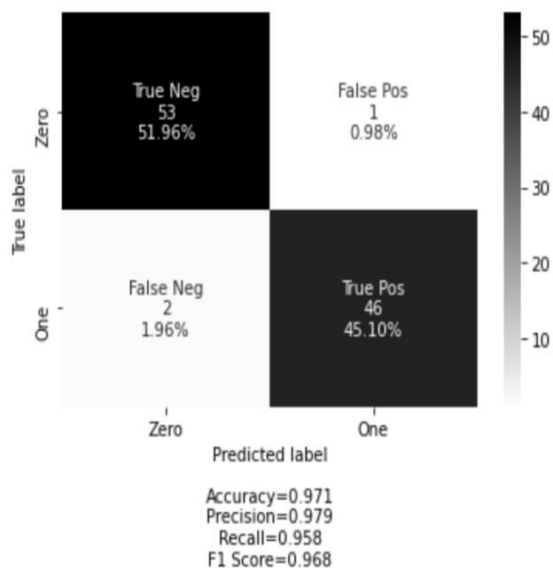 True Neg
53
51.96%
False Pos
1
0.98%
False Neg
2
1.96%
True Pos
46
45.10%
Zero
One
True label
Zero
One
Predicted label
50
40
30
20
10
Accuracy=0.971
Precision=0.979
Recall=0.958
F1 Score=0.968